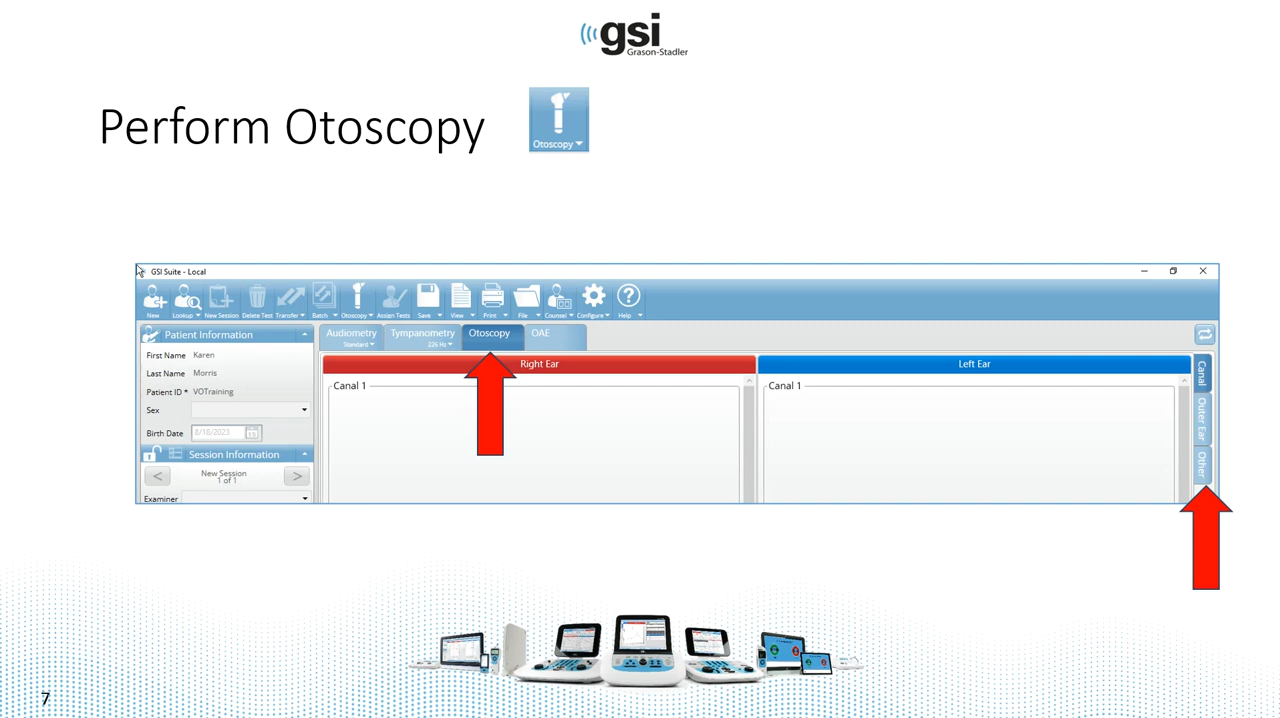 gsi
Grason-Stadler
Perform Otoscopy
Otoscopy
GSI Suite - Local
New Lookup New Session Delete Test Transfer Batch Otoscopy Assign Tests Save View Print File Counsel Configure Help
Patient Information
First Name Karen
Last Name Morris
Patient ID * VOTraining
Sex
Birth Date 8/18/2023 15
Session Information
< New Session >
1 of 1
Examiner
Audiometry Tympanometry Otoscopy OAE
Standard 226 Hz
Right Ear Left Ear
Canal 1 Canal 1
Canal
Outer Ear
Other
7